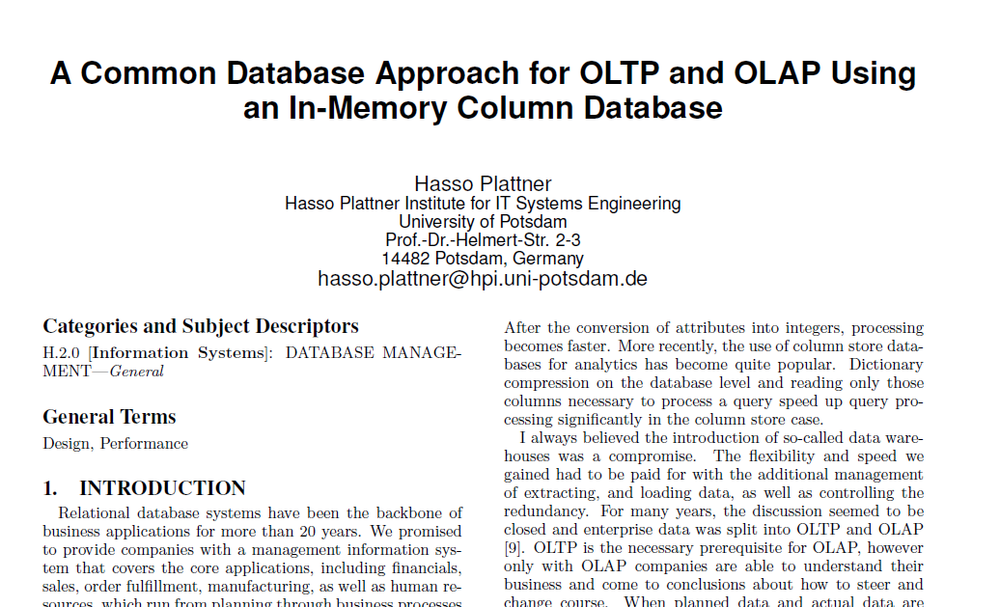 A Common Database Approach for OLTP and OLAP Using
an In-Memory Column Database
Hasso Plattner
Hasso Plattner Institute for IT Systems Engineering
University of Potsdam
Prof.-Dr.-Helmert-Str. 2-3
14482 Potsdam, Germany
hasso.plattner@hpi.uni-potsdam.de
Categories and Subject Descriptors
H.2.0 [Information Systems]: DATABASE MANAGE-
MENT—General
General Terms
Design, Performance
1. INTRODUCTION
Relational database systems have been the backbone of
business applications for more than 20 years. We promised
to provide companies with a management information sys-
tem that covers the core applications, including financials,
sales, order fulfillment, manufacturing, as well as human re-
sources, which run from planning through business processes
After the conversion of attributes into integers, processing
becomes faster. More recently, the use of column store data-
bases for analytics has become quite popular. Dictionary
compression on the database level and reading only those
columns necessary to process a query speed up query pro-
cessing significantly in the column store case.
I always believed the introduction of so-called data ware-
houses was a compromise. The flexibility and speed we
gained had to be paid for with the additional management
of extracting, and loading data, as well as controlling the
redundancy. For many years, the discussion seemed to be
closed and enterprise data was split into OLTP and OLAP
[9]. OLTP is the necessary prerequisite for OLAP, however
only with OLAP companies are able to understand their
business and come to conclusions about how to steer and
change course. When planned data and actual data are